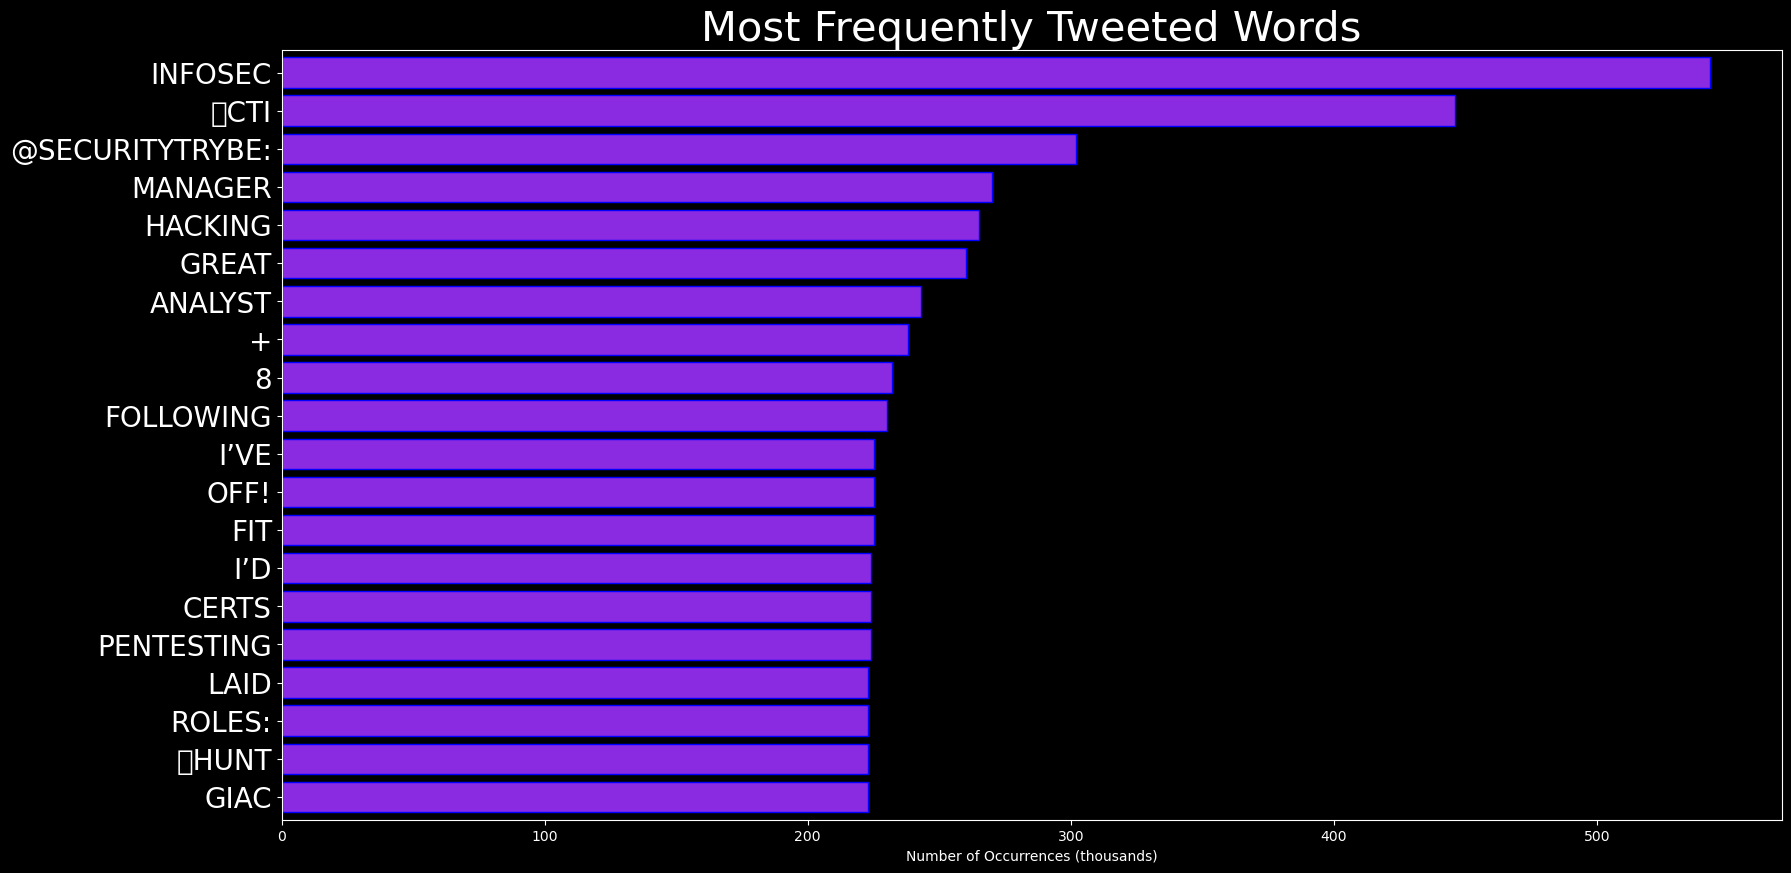 Most Frequently Tweeted Words
INFOSEC
▯CTI
@SECURITYTRYBE:
MANAGER
HACKING
GREAT
ANALYST
+
8
FOLLOWING
I’VE
OFF!
FIT
I’D
CERTS
PENTESTING
LAID
ROLES:
▯HUNT
GIAC
0 100 200 300 400 500
Number of Occurrences (thousands)